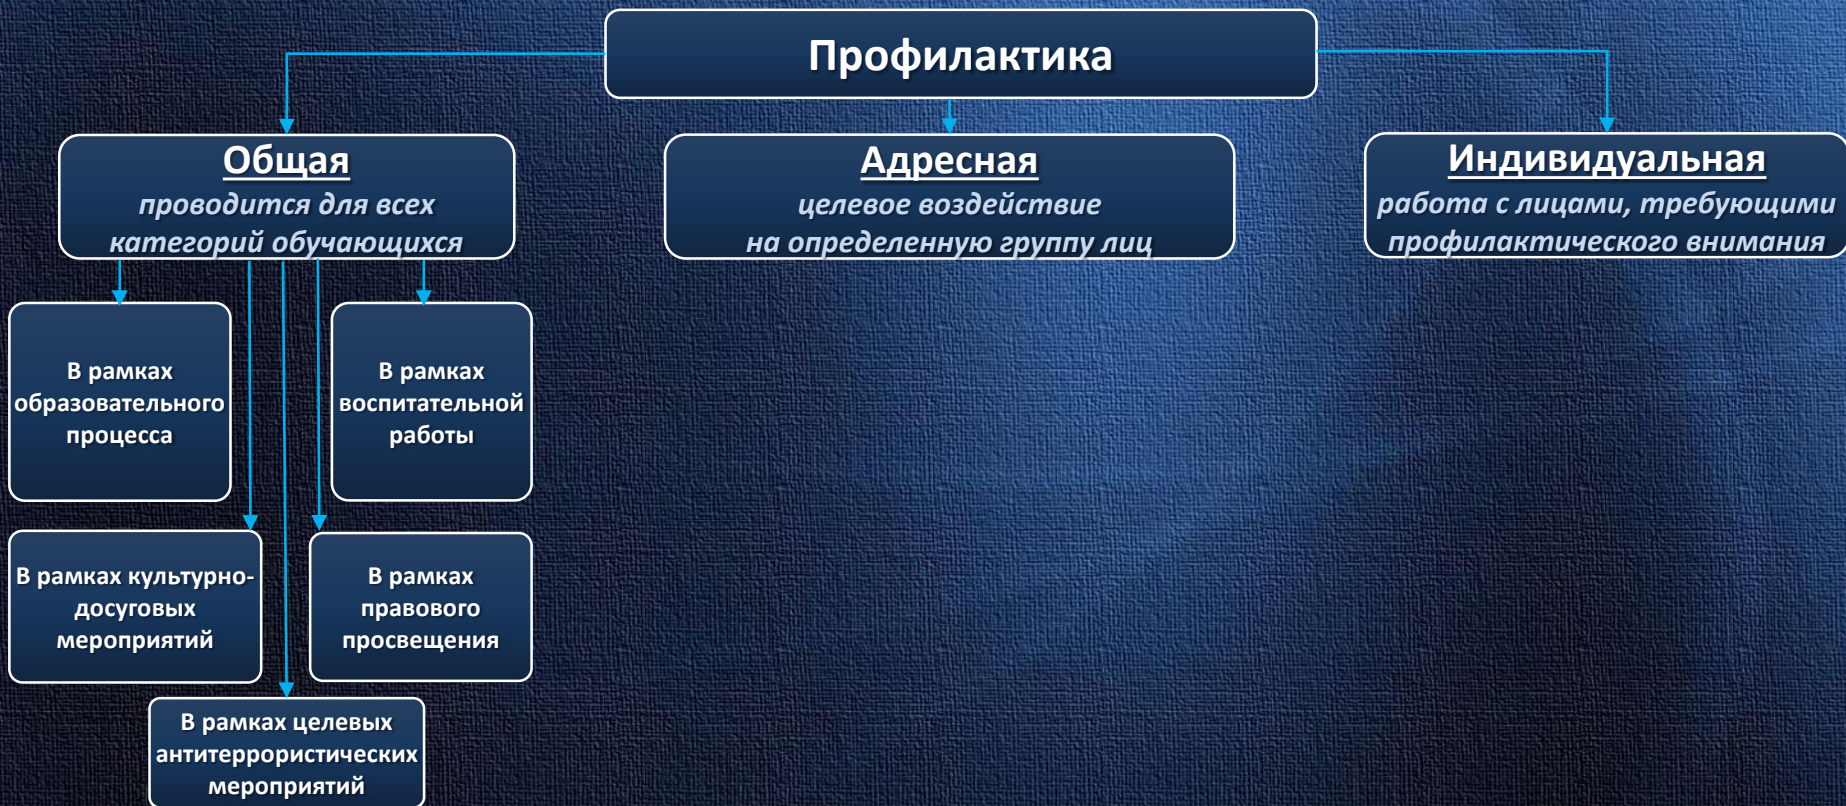 Профилактика
Общая
проводится для всех
категорий обучающихся
Адресная
целевое воздействие
на определенную группу лиц
Индивидуальная
работа с лицами, требующими
профилактического внимания
В рамках
образовательного
процесса
В рамках
воспитательной
работы
В рамках культурно-
досуговых
мероприятий
В рамках
правового
просвещения
В рамках целевых
антитеррористических
мероприятий